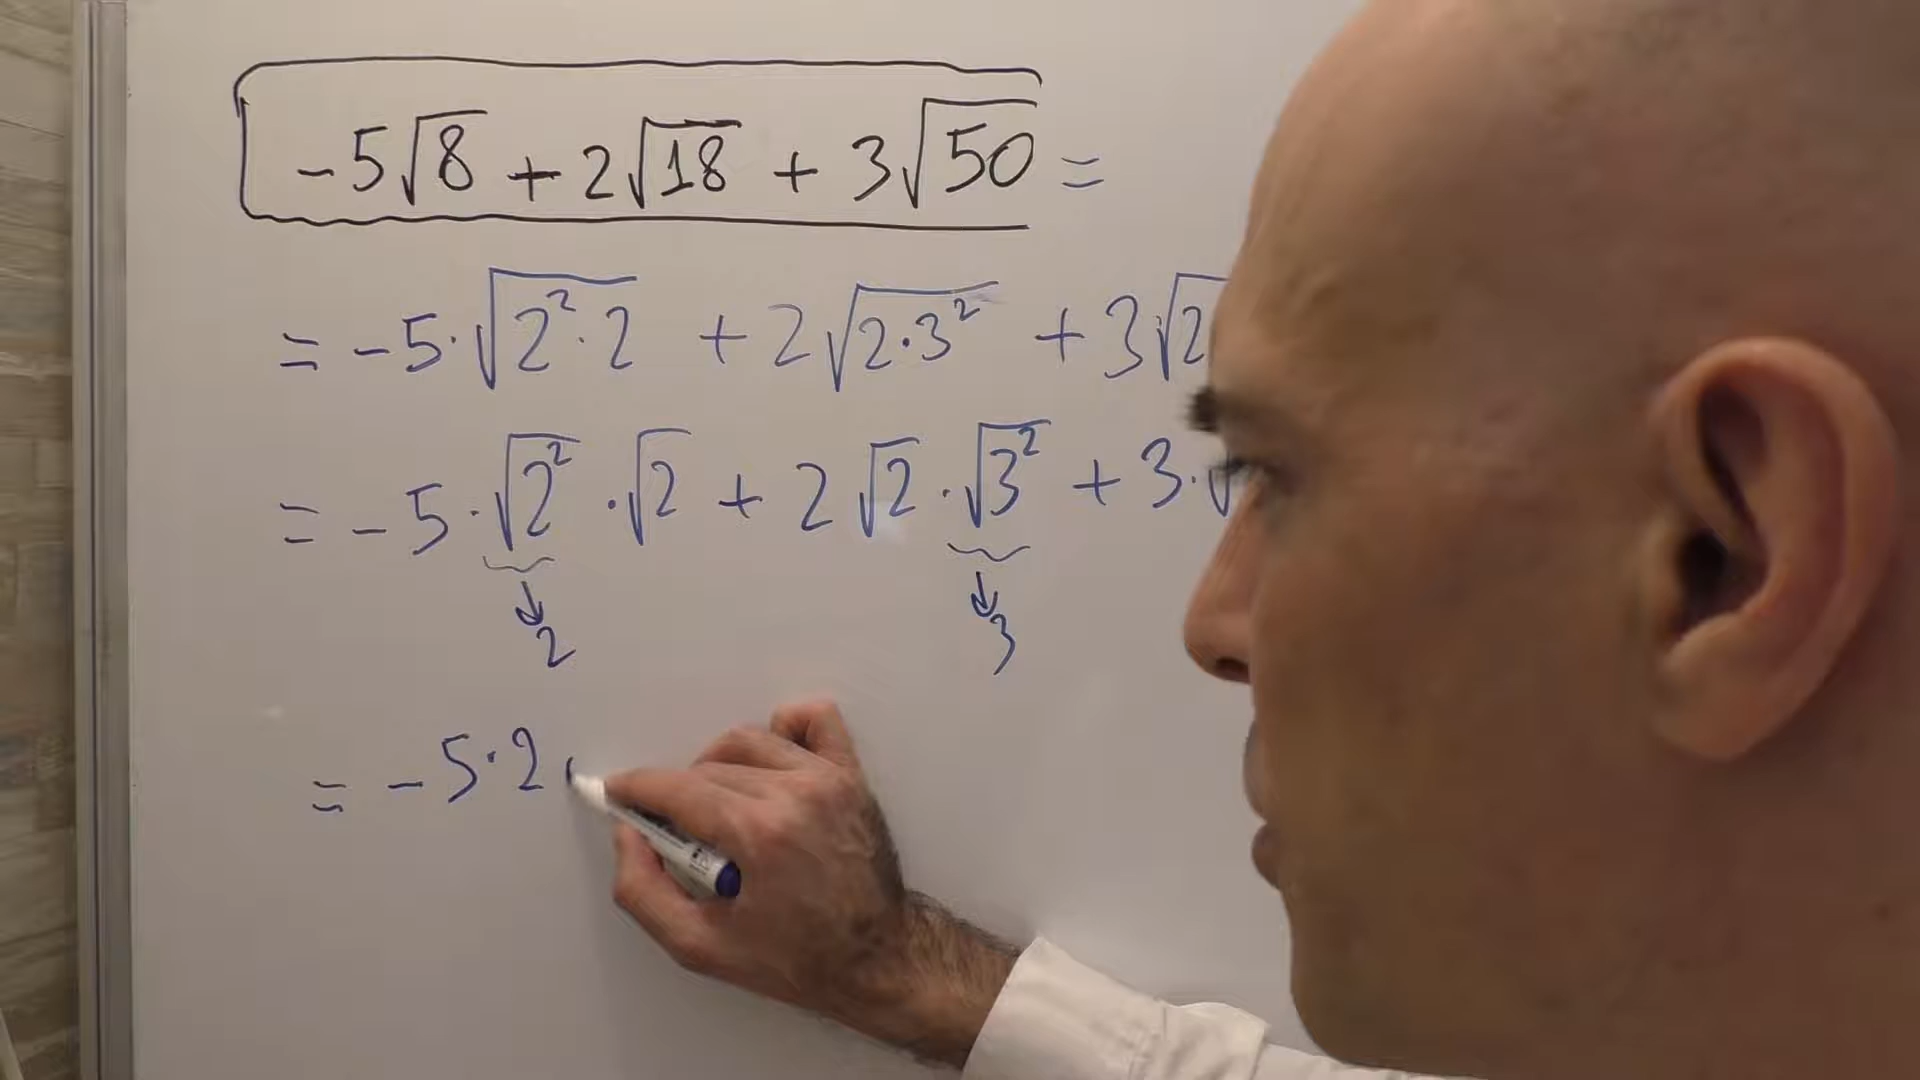 -5√8 + 2√18 + 3√50 =
= -5·√2²·2 + 2√2·3² + 3√2
= -5·√2² ·√2 + 2√2·√3² + 3·√
2 3
= -5·2